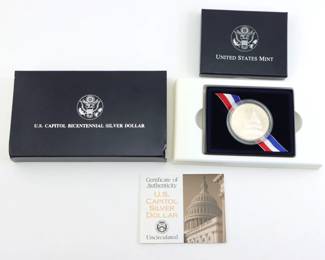 UNITED STATES MINT
U.S. CAPITOL BICENTENNIAL SILVER DOLLAR
Certificate of
Authenticity
U.S.
CAPITOL
SILVER
DOLLAR
Uncirculated